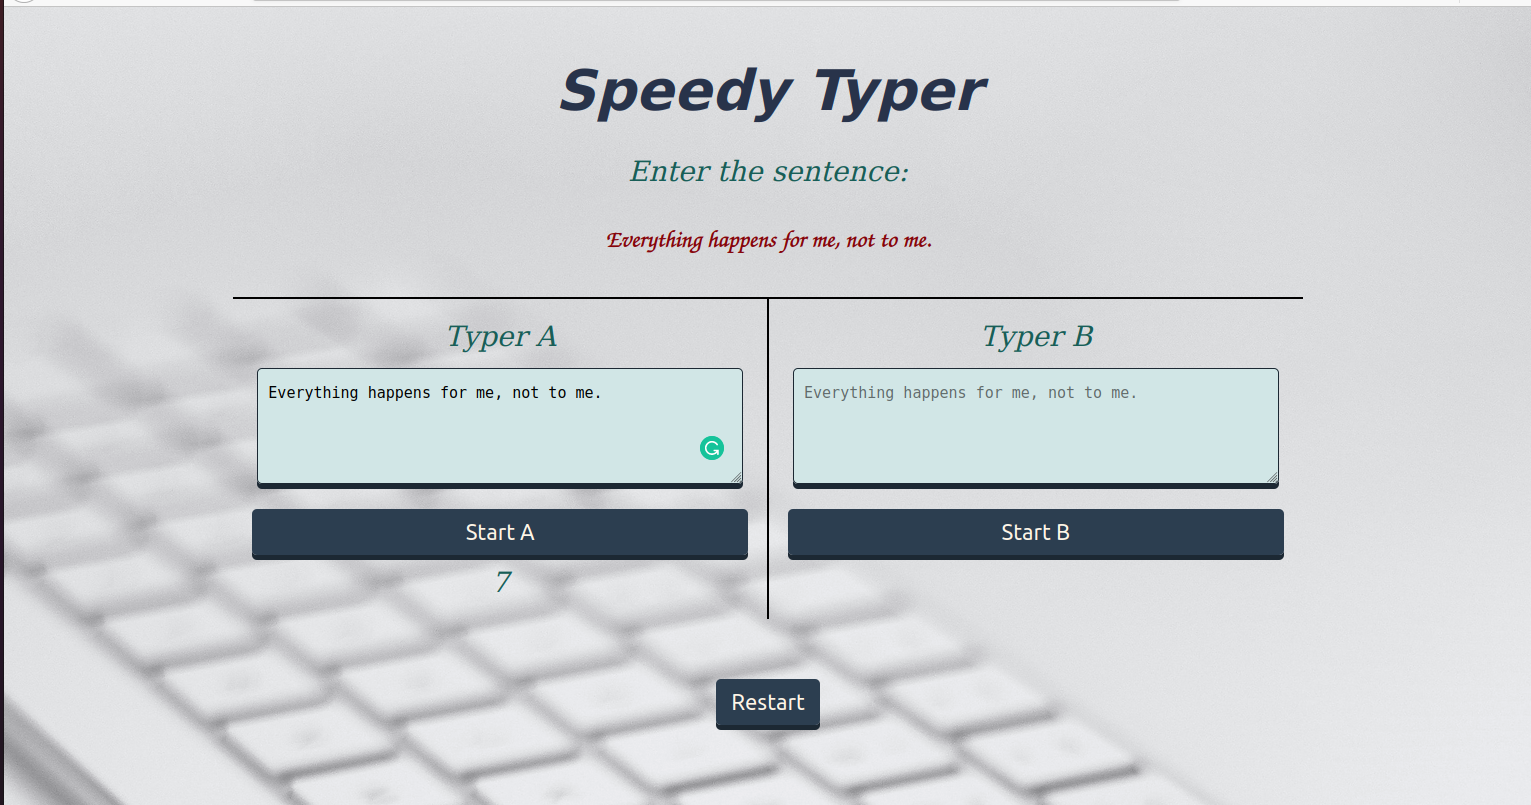 Speedy Typer
Enter the sentence:
Everything happens for me, not to me.
Typer A
Everything happens for me, not to me.
Start A
7
Typer B
Everything happens for me, not to me.
Start B
Restart